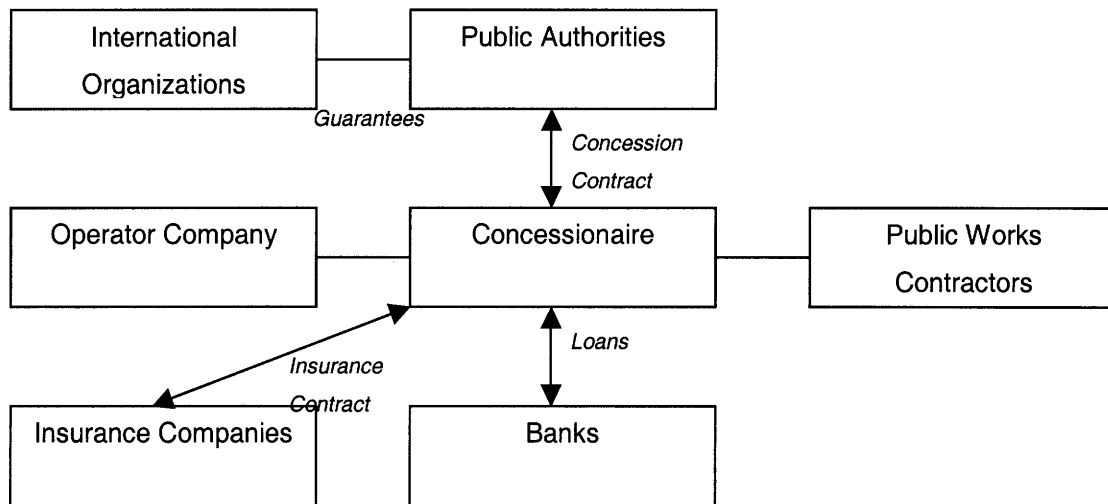 International
Organizations
Public Authorities
Guarantees
Concession
Contract
Operator Company
Concessionaire
Public Works
Contractors
Insurance
Contract
Loans
Insurance Companies
Banks